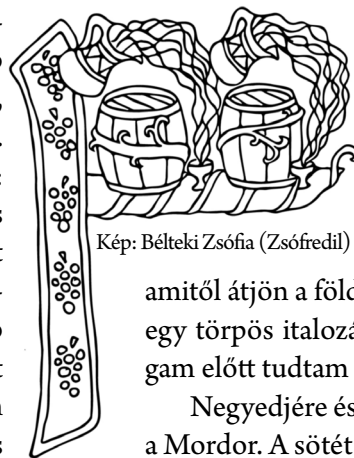 Kép: Bélteki Zsófia (Zsófredil)
amitől átjön a föld
egy törpös italozá
gam előtt tudtam
Negyedjére és
a Mordor. A sötét